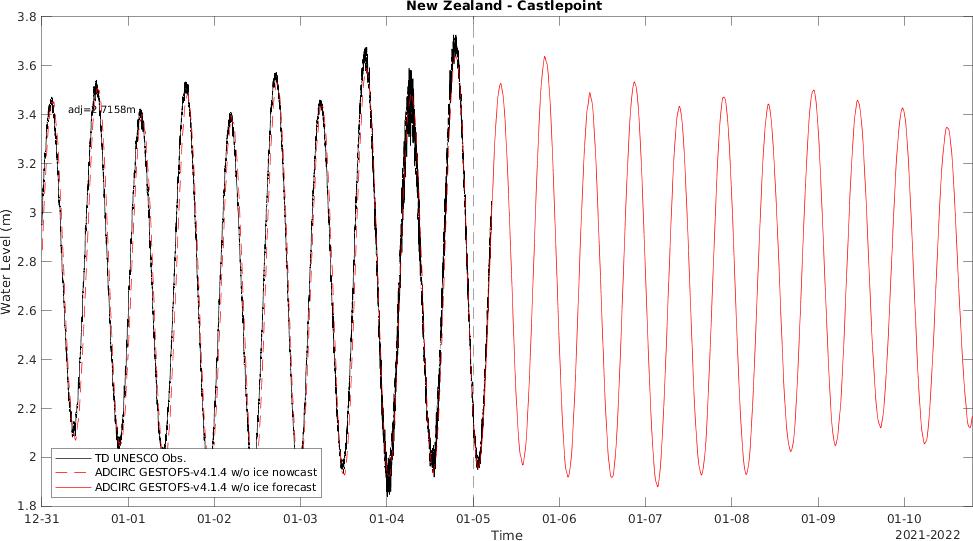 New Zealand - Castlepoint
3.8
3.6
3.4
3.2
3
2.8
2.6
2.4
2.2
2
1.8
Water Level (m)
adj=2.7158m
TD UNESCO Obs.
ADCIRC GESTOFS-v4.1.4 w/o ice nowcast
ADCIRC GESTOFS-v4.1.4 w/o ice forecast
12-31 01-01 01-02 01-03 01-04 01-05 01-06 01-07 01-08 01-09 01-10
Time
2021-2022